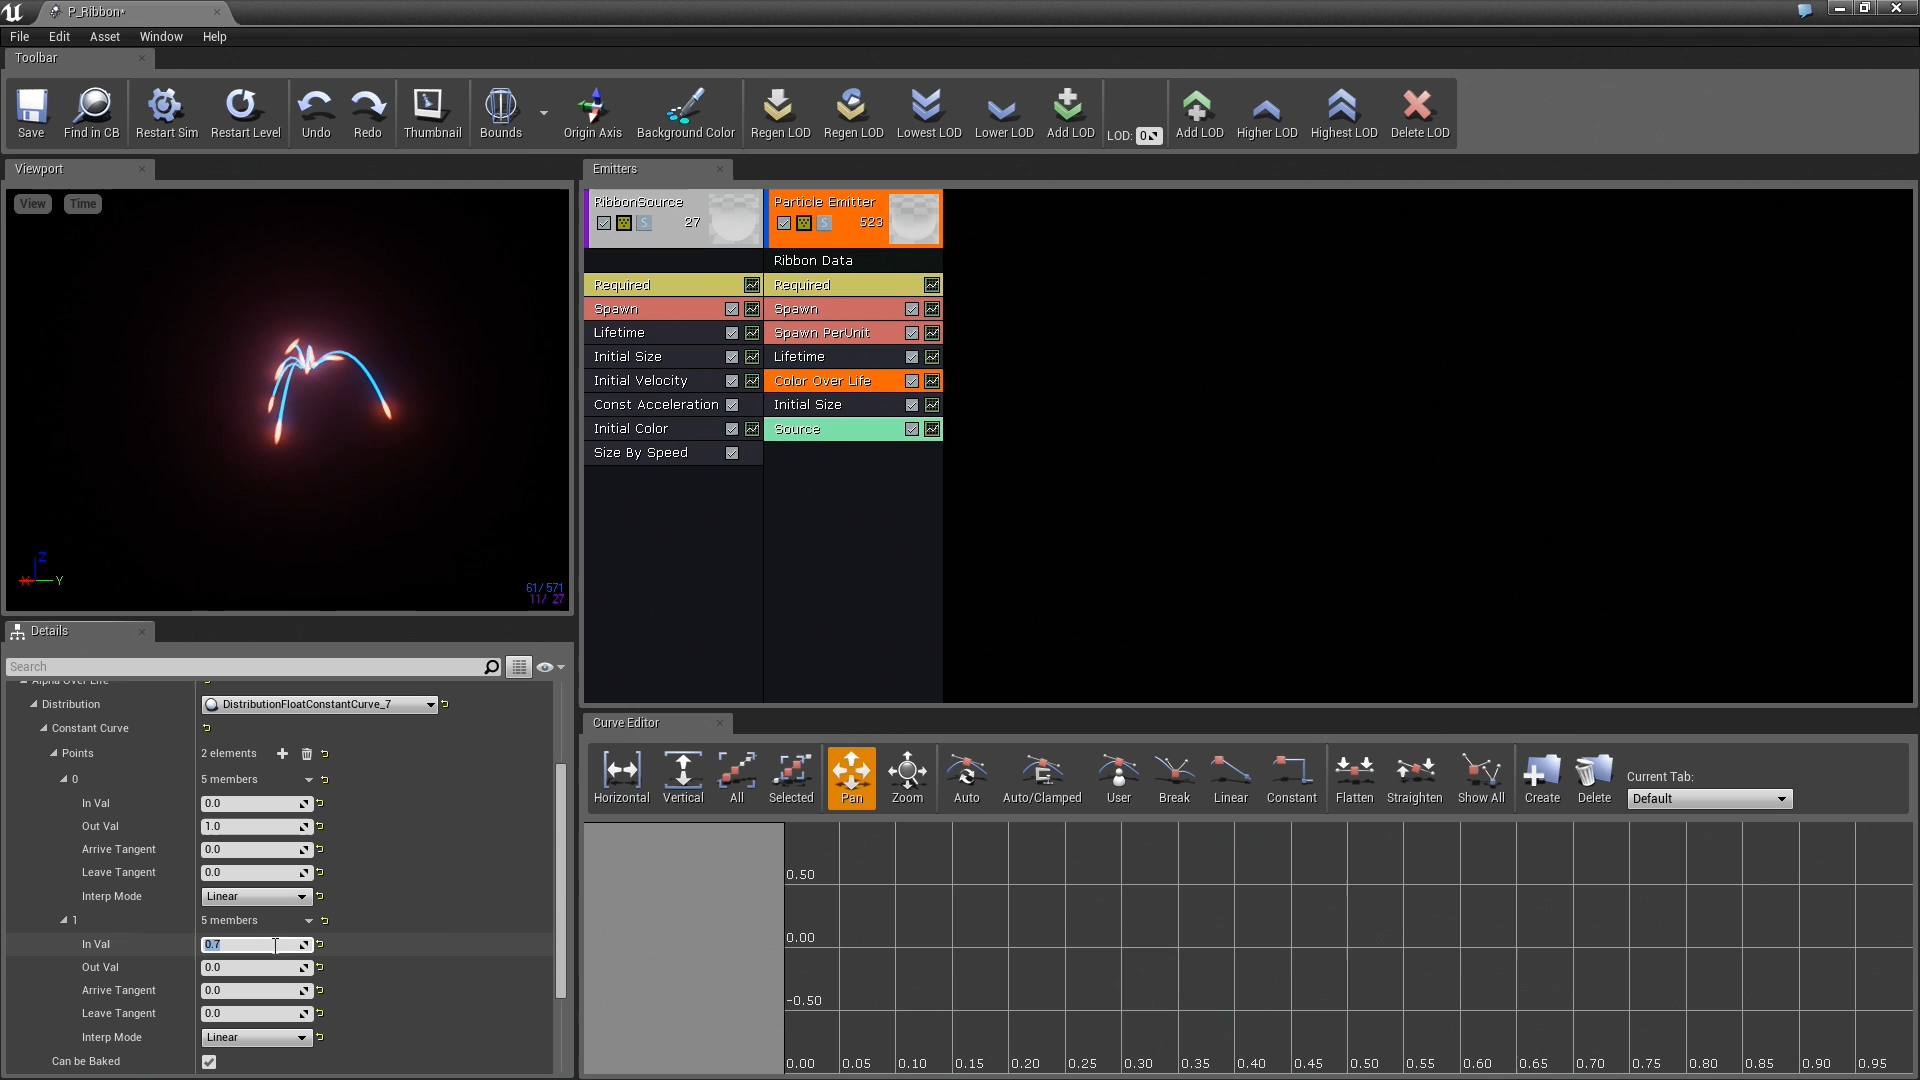 P_Ribbon*
File Edit Asset Window Help
Toolbar
Save Find in CB Restart Sim Restart Level Undo Redo Thumbnail Bounds Origin Axis Background Color Regen LOD Regen LOD Lowest LOD Lower LOD Add LOD LOD: 0 Add LOD Higher LOD Highest LOD Delete LOD
Viewport
View Time
Z
X Y
61/571
11/ 27
Emitters
RibbonSource
S 27
Required
Spawn
Lifetime
Initial Size
Initial Velocity
Const Acceleration
Initial Color
Size By Speed
Particle Emitter
S 523
Ribbon Data
Required
Spawn
Spawn PerUnit
Lifetime
Color Over Life
Initial Size
Source
Details
Search
Alpha Over Life
Distribution DistributionFloatConstantCurve_7
Constant Curve
Points 2 elements
0 5 members
In Val 0.0
Out Val 1.0
Arrive Tangent 0.0
Leave Tangent 0.0
Interp Mode Linear
1 5 members
In Val 0.7
Out Val 0.0
Arrive Tangent 0.0
Leave Tangent 0.0
Interp Mode Linear
Can be Baked
Curve Editor
Horizontal Vertical All Selected Pan Zoom Auto Auto/Clamped User Break Linear Constant Flatten Straighten Show All Create Delete
Current Tab:
Default
0.50
0.00
-0.50
0.00 0.05 0.10 0.15 0.20 0.25 0.30 0.35 0.40 0.45 0.50 0.55 0.60 0.65 0.70 0.75 0.80 0.85 0.90 0.95